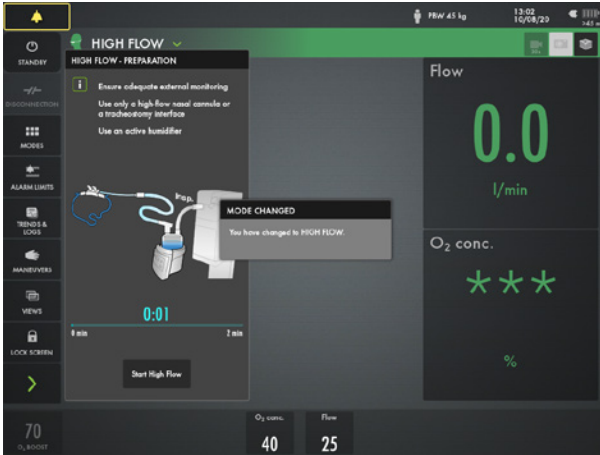 PBW 45 kg
13:02
10/08/20
HIGH FLOW
STANDBY
HIGH FLOW - PREPARATION
Ensure adequate external monitoring
Use only a high flow nasal cannula or
a tracheostomy interface
Use an active humidifier
DISCONNECTION
MODES
ALARM LIMITS
TRENDS &
LOGS
MANEUVERS
VIEWS
LOCK SCREEN
Insp.
MODE CHANGED
You have changed to HIGH FLOW.
0:01
0 min
2 min
Start High Flow
Flow
0.0
l/min
O₂ conc.
***
%
70
O₂ BOOST
O₂ conc.
40
Flow
25